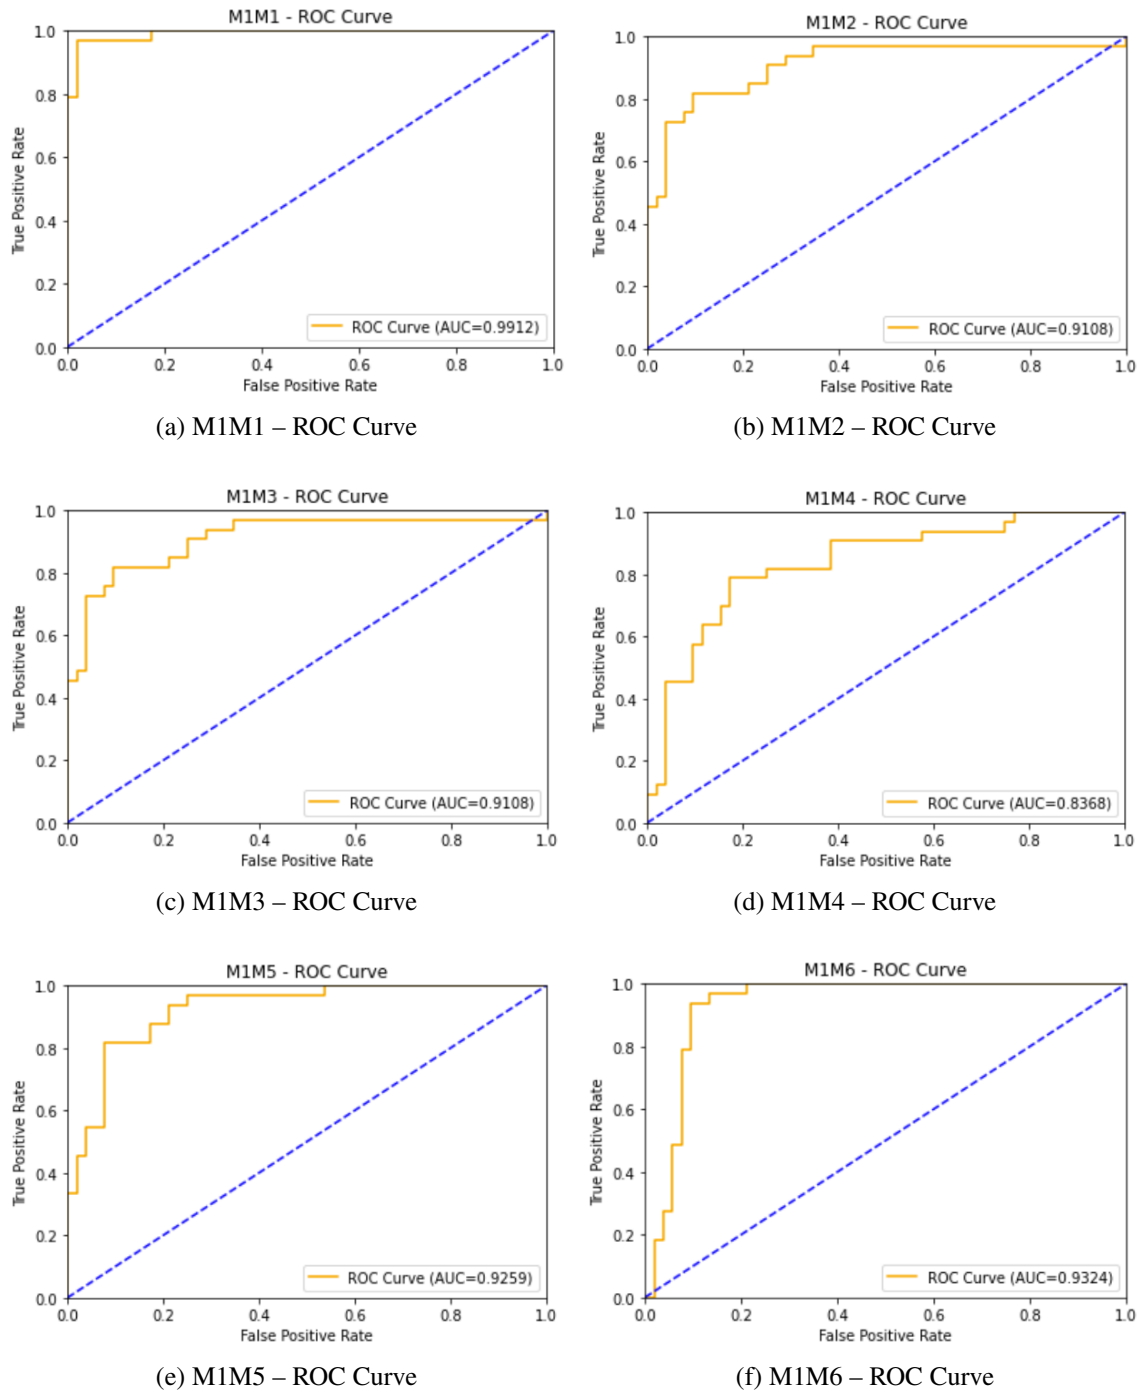 M1M1 - ROC Curve
1.0
0.8
0.6
0.4
0.2
0.0
True Positive Rate
ROC Curve (AUC=0.9912)
0.0 0.2 0.4 0.6 0.8 1.0
False Positive Rate
(a) M1M1 – ROC Curve
M1M2 - ROC Curve
1.0
0.8
0.6
0.4
0.2
0.0
True Positive Rate
ROC Curve (AUC=0.9108)
0.0 0.2 0.4 0.6 0.8 1.0
False Positive Rate
(b) M1M2 – ROC Curve
M1M3 - ROC Curve
1.0
0.8
0.6
0.4
0.2
0.0
True Positive Rate
ROC Curve (AUC=0.9108)
0.0 0.2 0.4 0.6 0.8 1.0
False Positive Rate
(c) M1M3 – ROC Curve
M1M4 - ROC Curve
1.0
0.8
0.6
0.4
0.2
0.0
True Positive Rate
ROC Curve (AUC=0.8368)
0.0 0.2 0.4 0.6 0.8 1.0
False Positive Rate
(d) M1M4 – ROC Curve
M1M5 - ROC Curve
1.0
0.8
0.6
0.4
0.2
0.0
True Positive Rate
ROC Curve (AUC=0.9259)
0.0 0.2 0.4 0.6 0.8 1.0
False Positive Rate
(e) M1M5 – ROC Curve
M1M6 - ROC Curve
1.0
0.8
0.6
0.4
0.2
0.0
True Positive Rate
ROC Curve (AUC=0.9324)
0.0 0.2 0.4 0.6 0.8 1.0
False Positive Rate
(f) M1M6 – ROC Curve